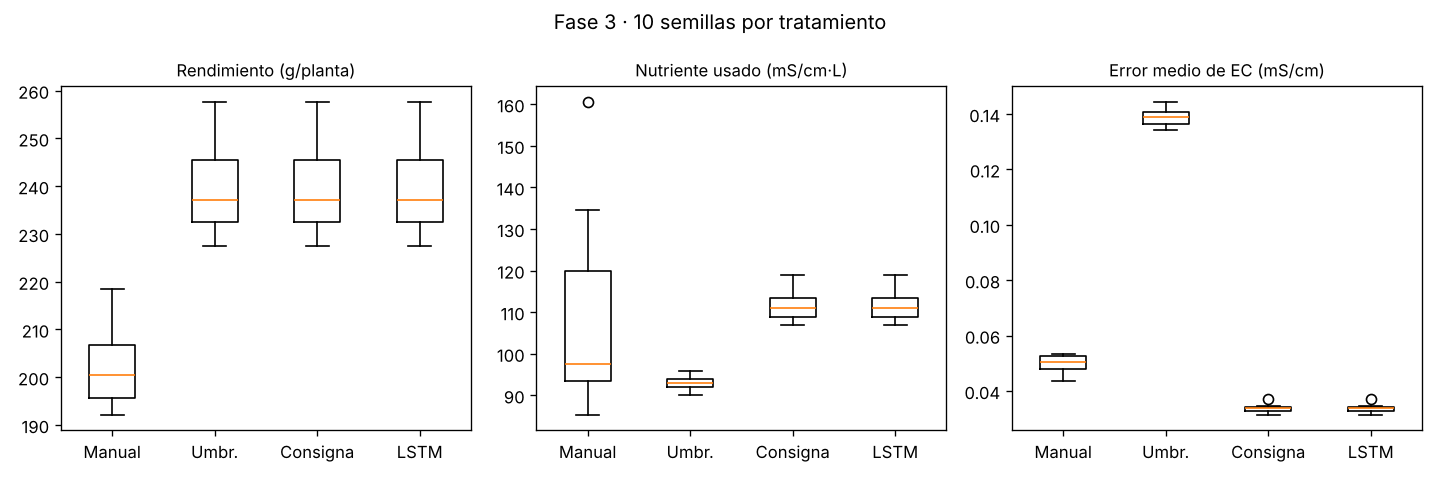 Fase 3 · 10 semillas por tratamiento
Rendimiento (g/planta)
260
250
240
230
220
210
200
190
Manual
Umbr.
Consigna
LSTM
Nutriente usado (mS/cm·L)
160
150
140
130
120
110
100
90
Manual
Umbr.
Consigna
LSTM
Error medio de EC (mS/cm)
0.14
0.12
0.10
0.08
0.06
0.04
Manual
Umbr.
Consigna
LSTM